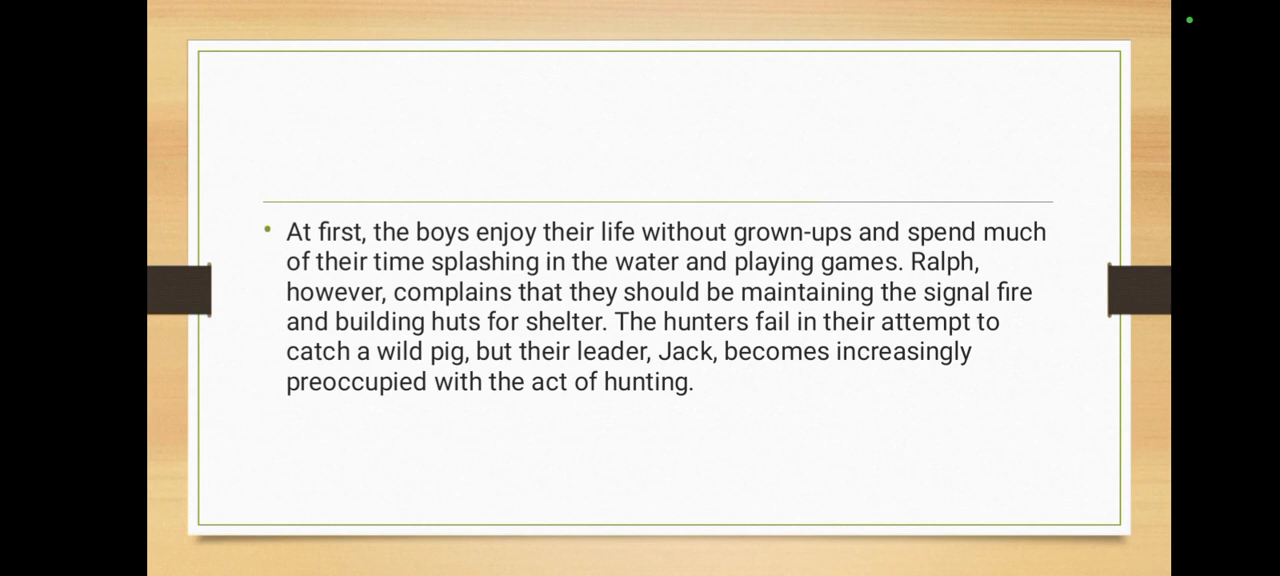 • At first, the boys enjoy their life without grown-ups and spend much
of their time splashing in the water and playing games. Ralph,
however, complains that they should be maintaining the signal fire
and building huts for shelter. The hunters fail in their attempt to
catch a wild pig, but their leader, Jack, becomes increasingly
preoccupied with the act of hunting.